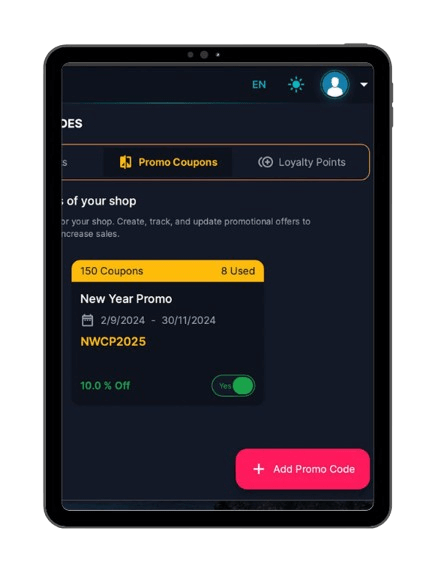 EN
DES
s
Promo Coupons
Loyalty Points
s of your shop
or your shop. Create, track, and update promotional offers to
ncrease sales.
150 Coupons
8 Used
New Year Promo
2/9/2024 - 30/11/2024
NWCP2025
10.0 % Off
Yes
+ Add Promo Code